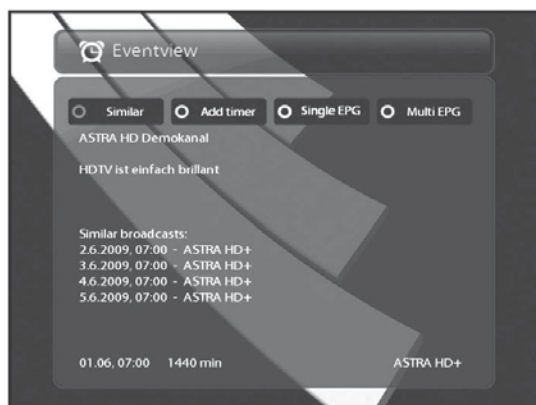 Eventview
Similar Add timer Single EPG Multi EPG
ASTRA HD Demokanal
HDTV ist einfach brillant
Similar broadcasts:
2.6.2009, 07:00 - ASTRA HD+
3.6.2009, 07:00 - ASTRA HD+
4.6.2009, 07:00 - ASTRA HD+
5.6.2009, 07:00 - ASTRA HD+
01.06, 07:00 1440 min ASTRA HD+